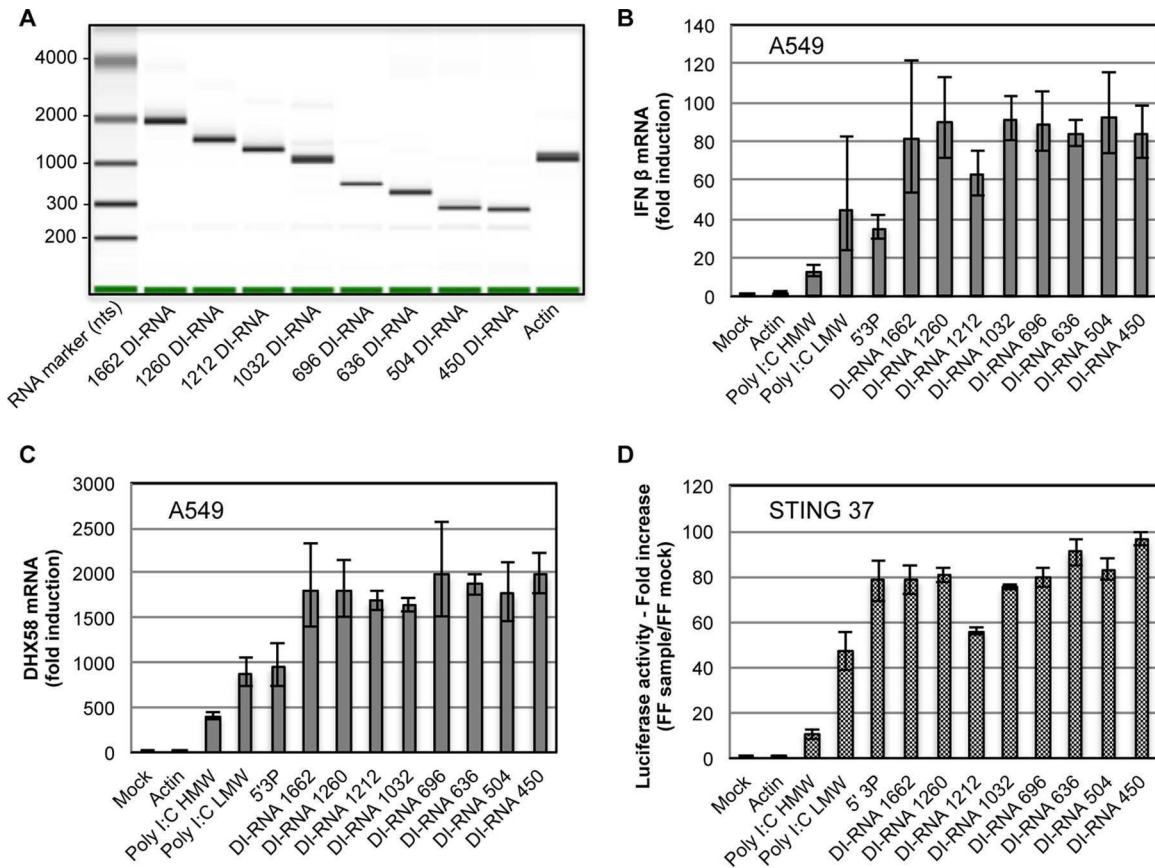 A
4000
2000
1000
300
200
RNA marker (nts)
1662 DI-RNA
1260 DI-RNA
1212 DI-RNA
1032 DI-RNA
696 DI-RNA
636 DI-RNA
504 DI-RNA
450 DI-RNA
Actin
B
IFN β mRNA
(fold induction)
140
120
100
80
60
40
20
0
A549
Mock
Actin
Poly I:C HMW
Poly I:C LMW
5'3P
DI-RNA 1662
DI-RNA 1260
DI-RNA 1212
DI-RNA 1032
DI-RNA 696
DI-RNA 636
DI-RNA 504
DI-RNA 450
C
DHX58 mRNA
(fold induction)
3000
2500
2000
1500
1000
500
0
A549
Mock
Actin
Poly I:C HMW
Poly I:C LMW
5'3P
DI-RNA 1662
DI-RNA 1260
DI-RNA 1212
DI-RNA 1032
DI-RNA 696
DI-RNA 636
DI-RNA 504
DI-RNA 450
D
Luciferase activity - Fold increase
(FF sample/FF mock)
120
100
80
60
40
20
0
STING 37
Mock
Actin
Poly I:C HMW
Poly I:C LMW
5' 3P
DI-RNA 1662
DI-RNA 1260
DI-RNA 1212
DI-RNA 1032
DI-RNA 696
DI-RNA 636
DI-RNA 504
DI-RNA 450